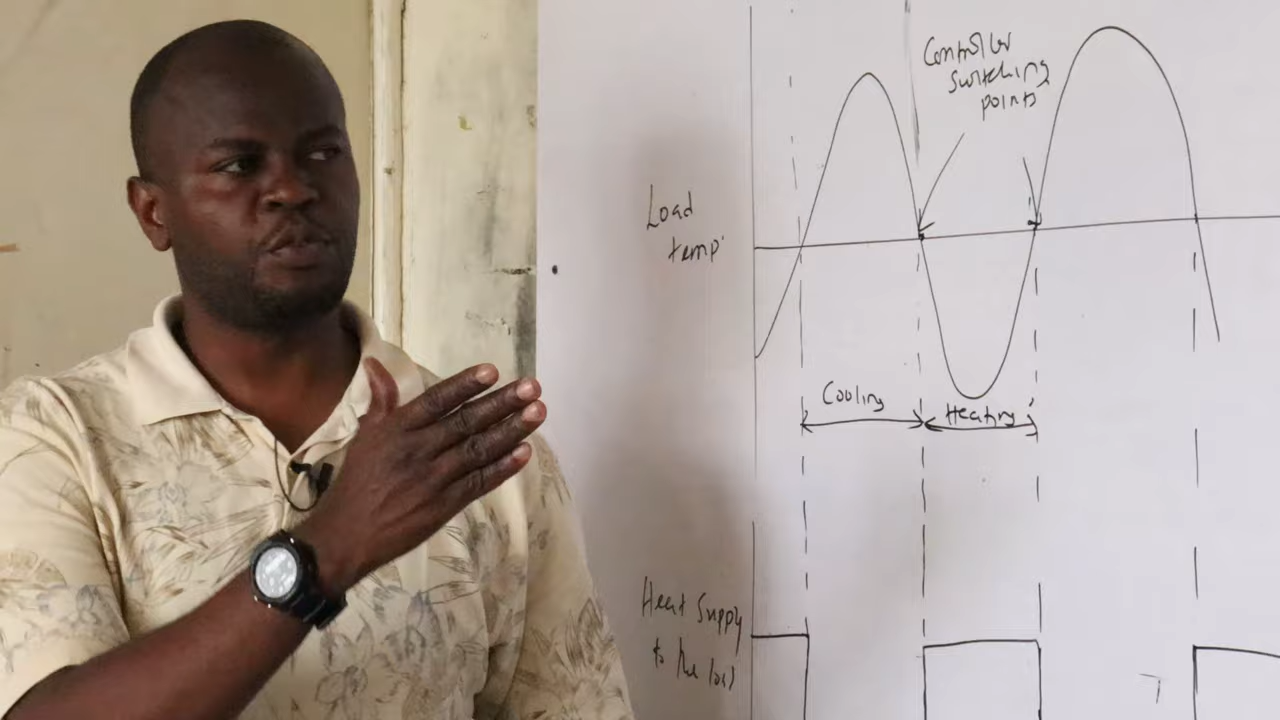 Controller
switching
points
Load
temp
Cooling
Heating
Heat Supply
to the load